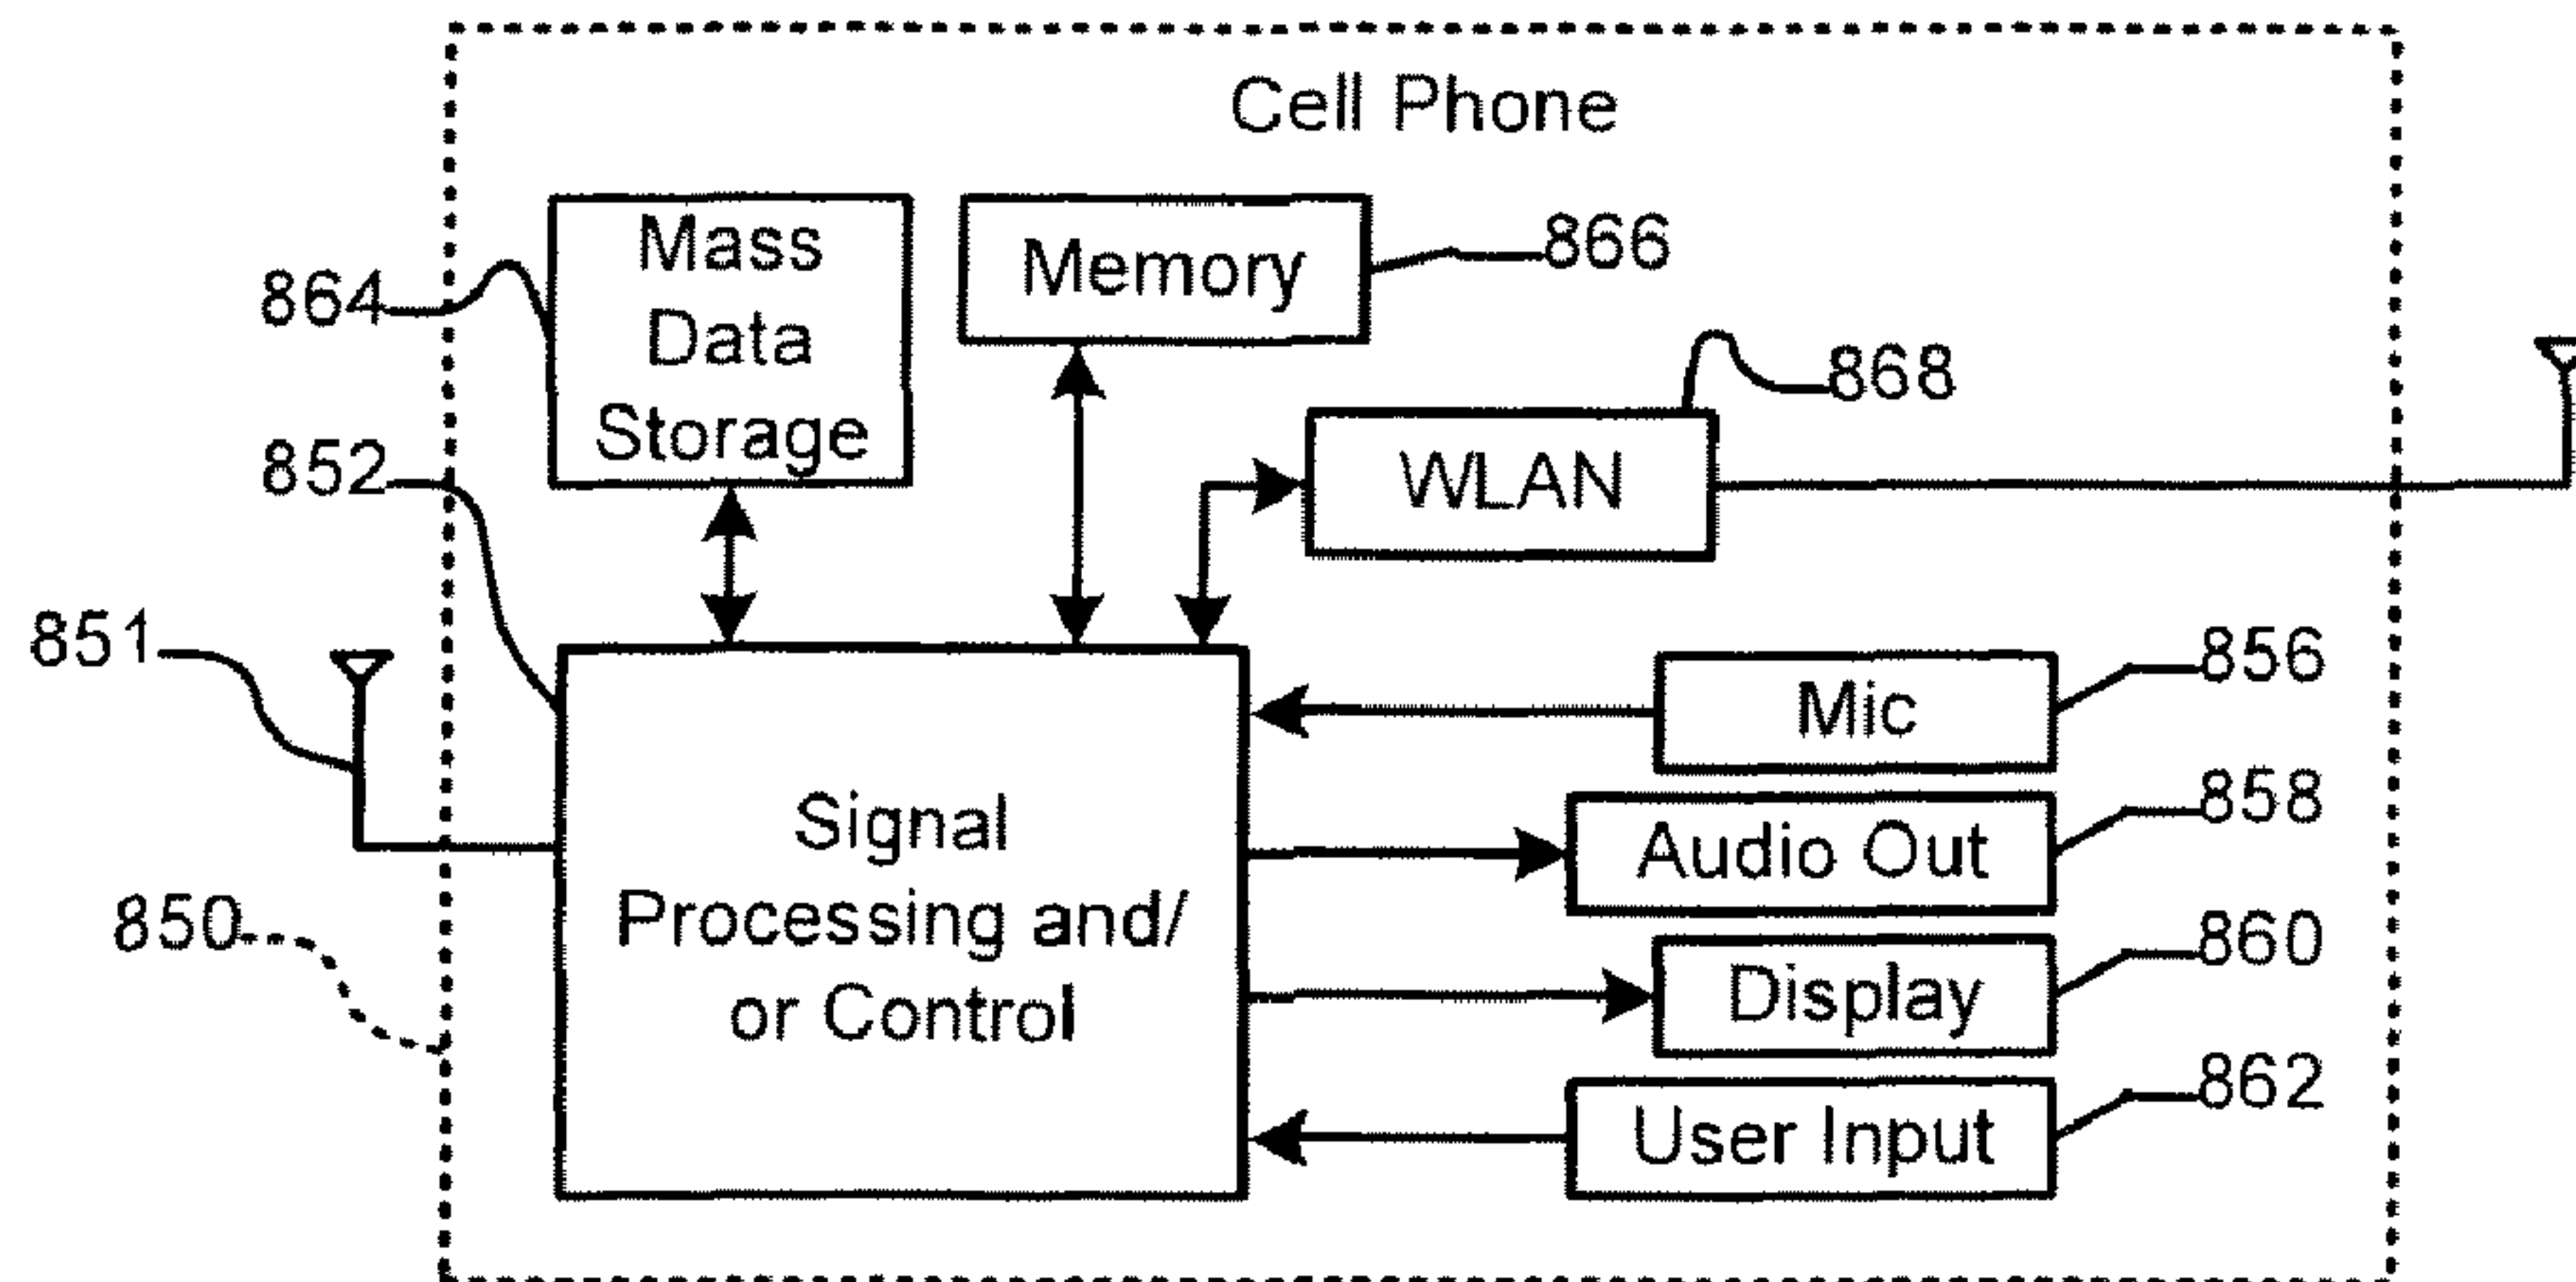 Cell Phone
Mass
Data
Storage
Memory
866
864
868
WLAN
852
851
Mic
856
Signal
Processing and/
or Control
Audio Out
858
850
Display
860
User Input
862